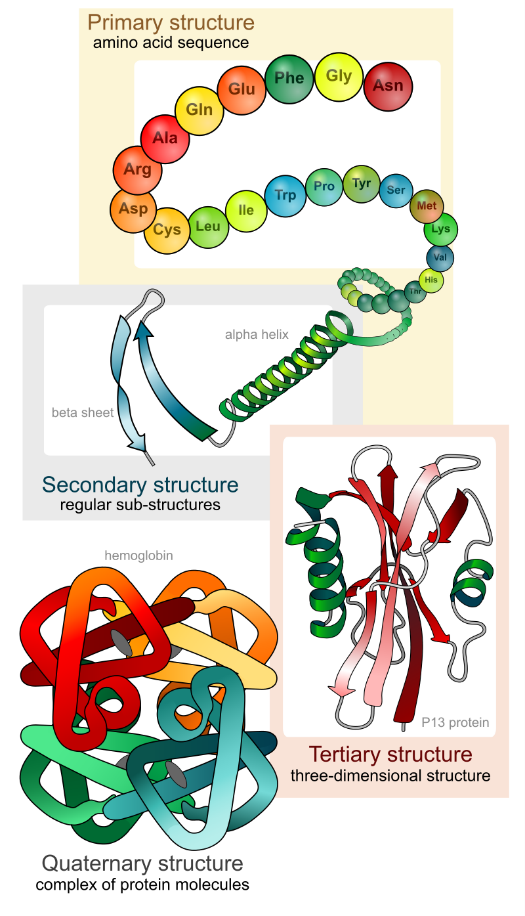 Primary structure
amino acid sequence
Asn
Gly
Phe
Glu
Gln
Ala
Arg
Asp
Cys
Leu
Ile
Trp
Pro
Tyr
Ser
Met
Lys
Val
His
Thr
alpha helix
beta sheet
Secondary structure
regular sub-structures
P13 protein
Tertiary structure
three-dimensional structure
hemoglobin
Quaternary structure
complex of protein molecules